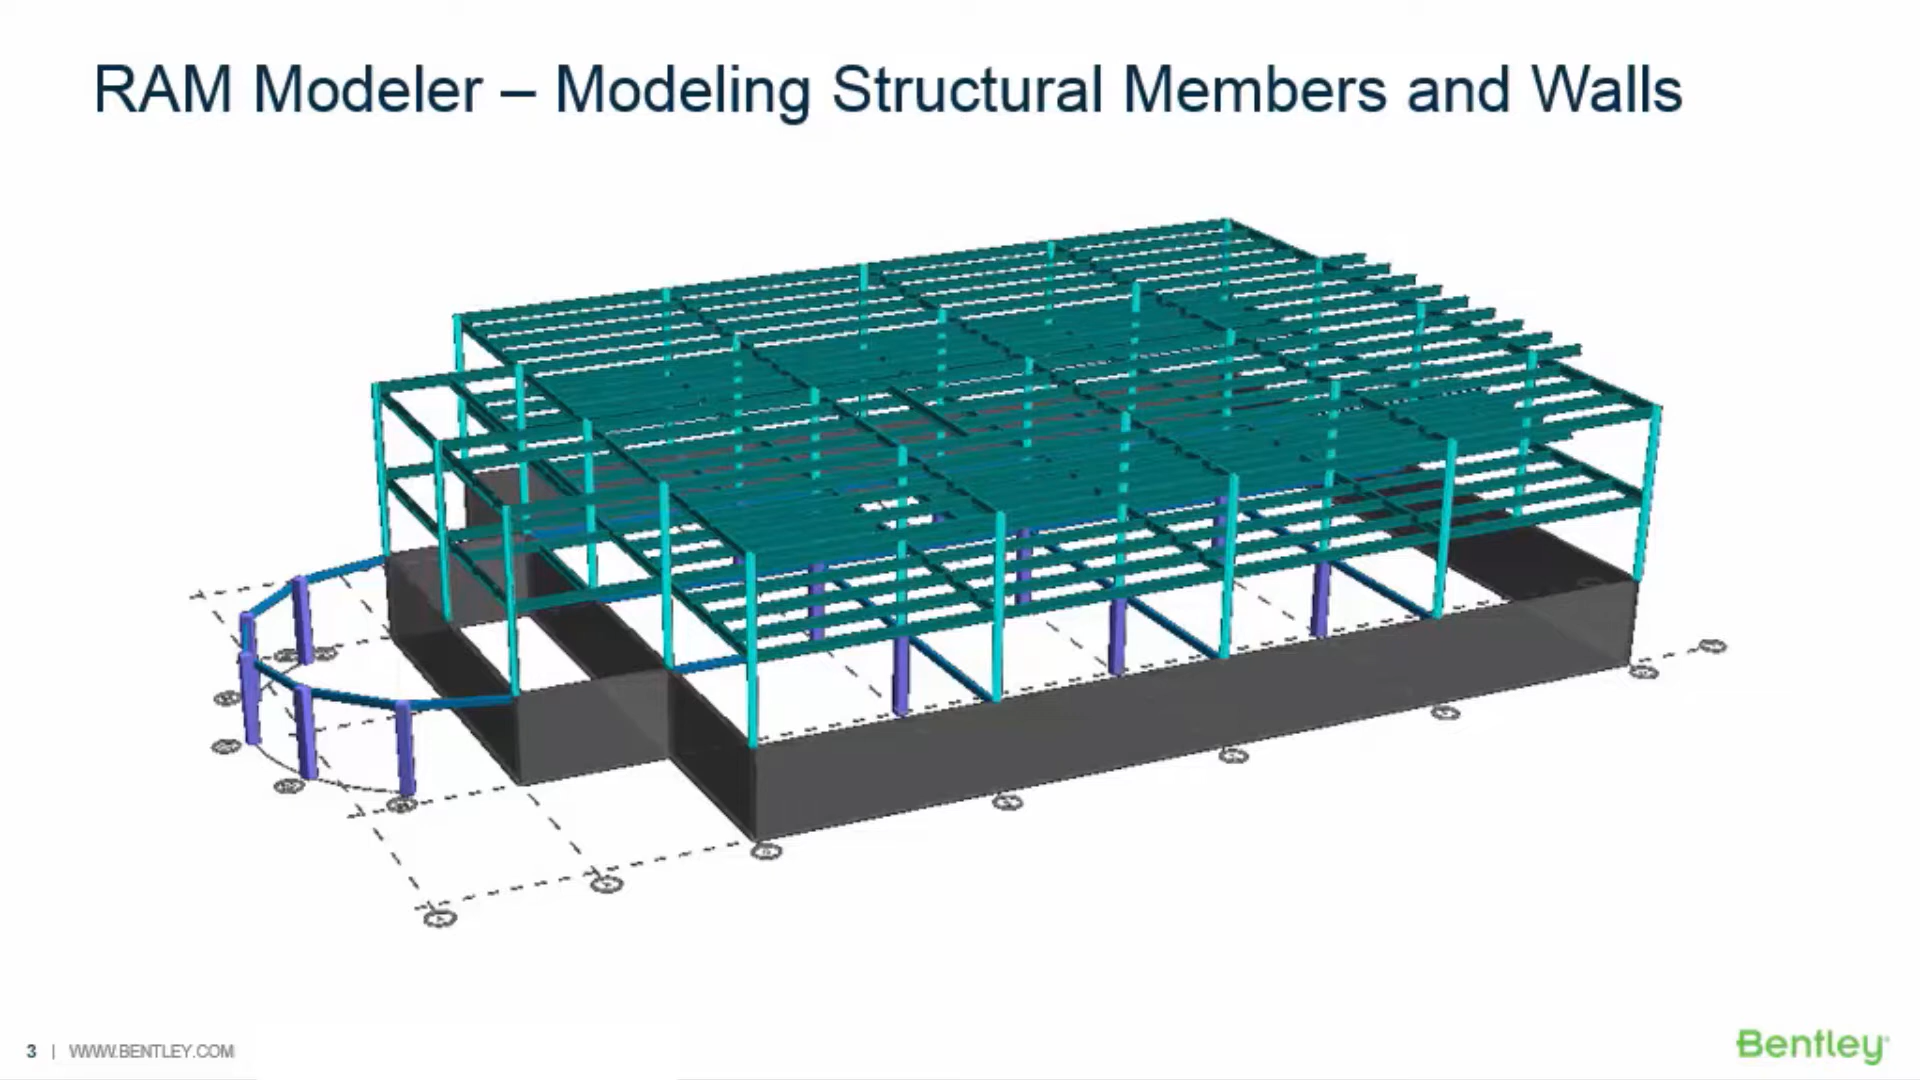 RAM Modeler – Modeling Structural Members and Walls
3 | WWW.BENTLEY.COM
Bentley